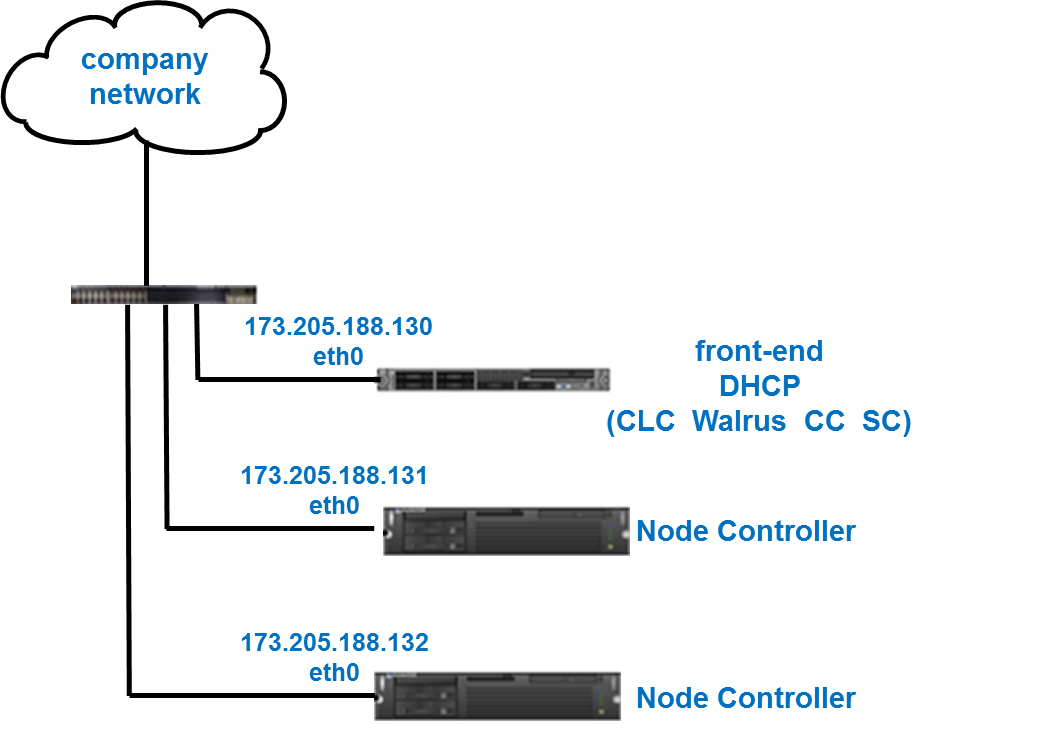 company
network
173.205.188.130
eth0
front-end
DHCP
(CLC  Walrus  CC  SC)
173.205.188.131
eth0
Node Controller
173.205.188.132
eth0
Node Controller